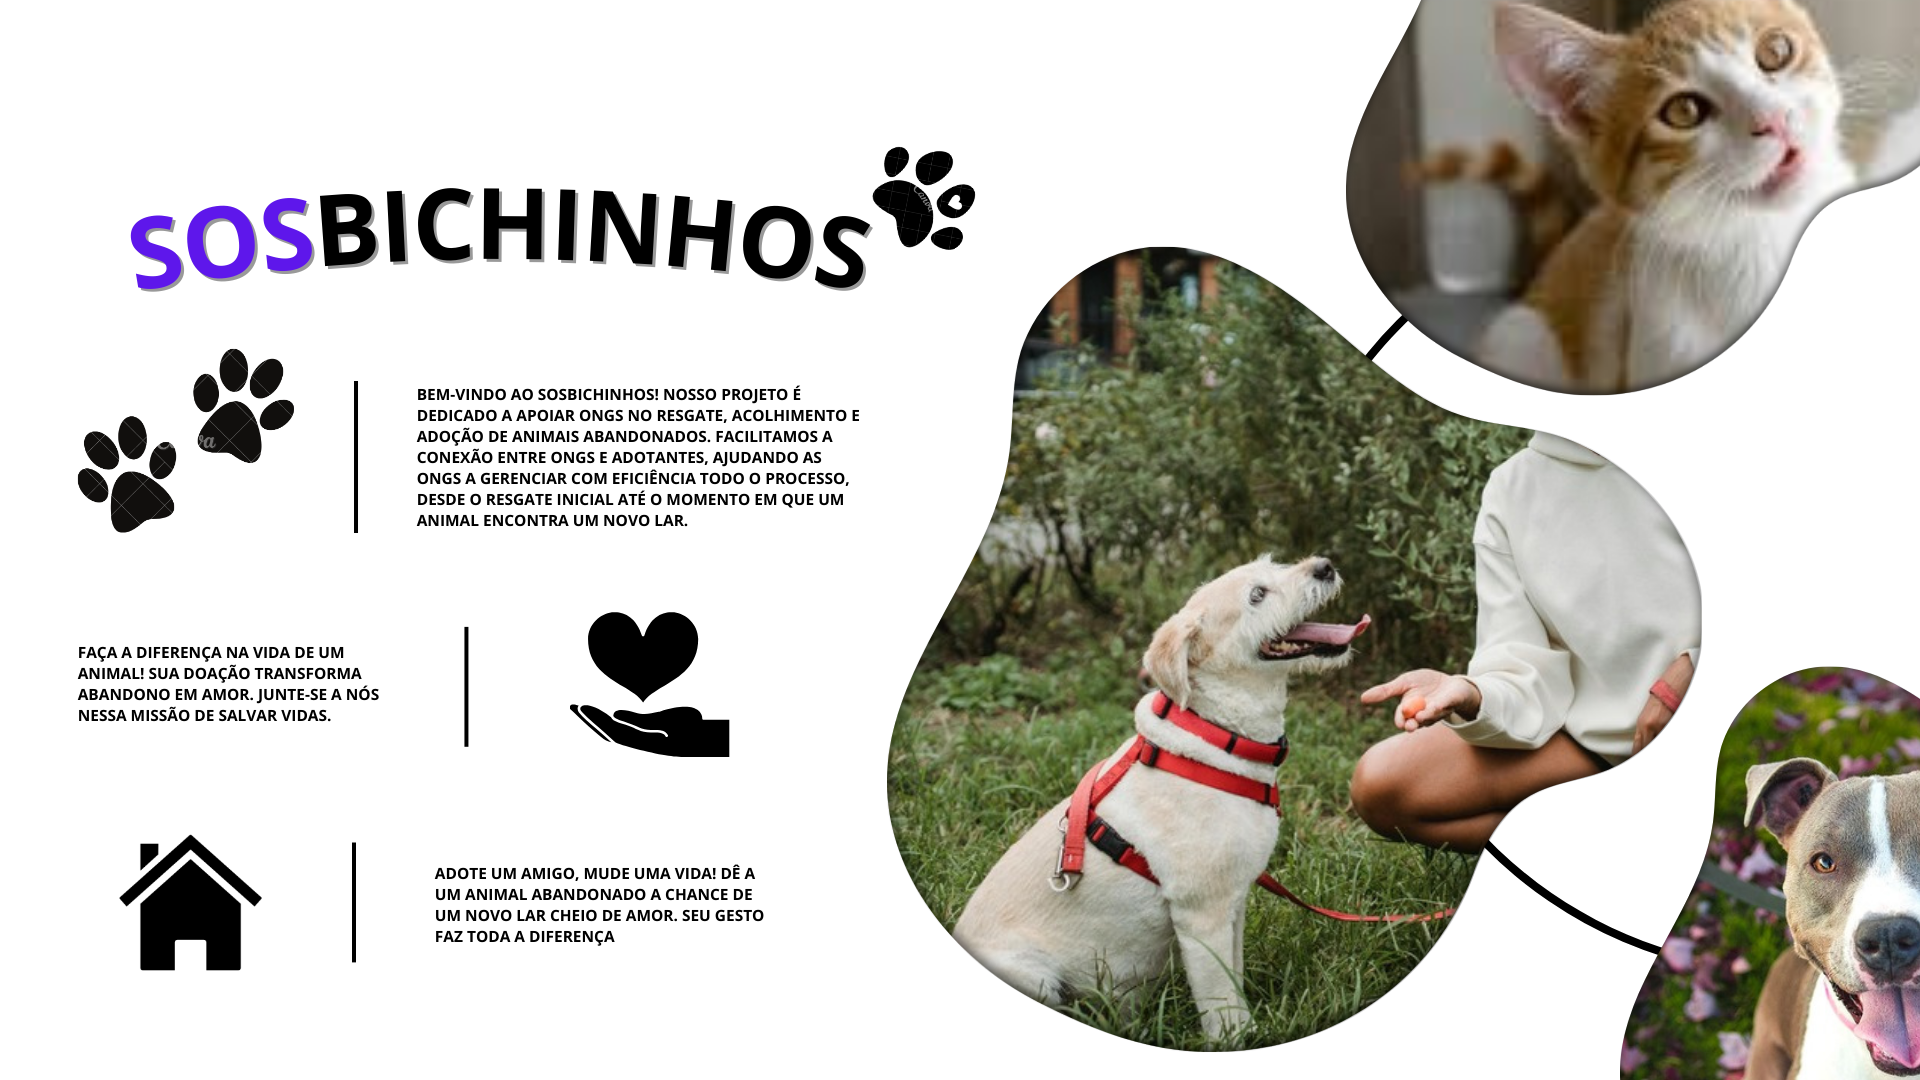 SOSBICHINHOS
BEM-VINDO AO SOSBICHINHOS! NOSSO PROJETO É
DEDICADO A APOIAR ONGS NO RESGATE, ACOLHIMENTO E
ADOÇÃO DE ANIMAIS ABANDONADOS. FACILITAMOS A
CONEXÃO ENTRE ONGS E ADOTANTES, AJUDANDO AS
ONGS A GERENCIAR COM EFICIÊNCIA TODO O PROCESSO,
DESDE O RESGATE INICIAL ATÉ O MOMENTO EM QUE UM
ANIMAL ENCONTRA UM NOVO LAR.
FAÇA A DIFERENÇA NA VIDA DE UM
ANIMAL! SUA DOAÇÃO TRANSFORMA
ABANDONO EM AMOR. JUNTE-SE A NÓS
NESSA MISSÃO DE SALVAR VIDAS.
ADOTE UM AMIGO, MUDE UMA VIDA! DÊ A
UM ANIMAL ABANDONADO A CHANCE DE
UM NOVO LAR CHEIO DE AMOR. SEU GESTO
FAZ TODA A DIFERENÇA